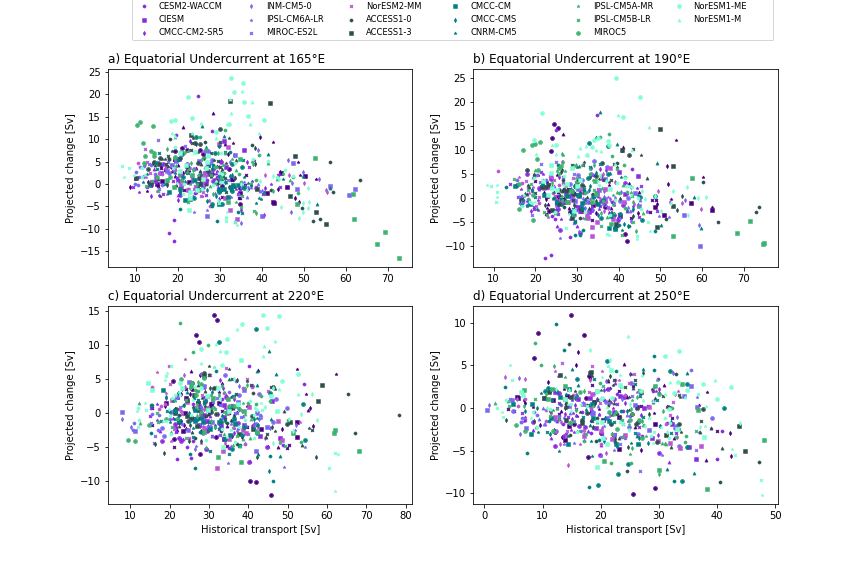 CESM2-WACCM INM-CM5-0 NorESM2-MM CMCC-CM IPSL-CM5A-MR NorESM1-ME
CIESM IPSL-CM6A-LR ACCESS1-0 CMCC-CMS IPSL-CM5B-LR NorESM1-M
CMCC-CM2-SR5 MIROC-ES2L ACCESS1-3 CNRM-CM5 MIROC5
a) Equatorial Undercurrent at 165°E
Projected change [Sv]
25
20
15
10
5
0
−5
−10
−15
10 20 30 40 50 60 70
b) Equatorial Undercurrent at 190°E
Projected change [Sv]
25
20
15
10
5
0
−5
−10
10 20 30 40 50 60 70
c) Equatorial Undercurrent at 220°E
Projected change [Sv]
15
10
5
0
−5
−10
10 20 30 40 50 60 70 80
Historical transport [Sv]
d) Equatorial Undercurrent at 250°E
Projected change [Sv]
10
5
0
−5
−10
0 10 20 30 40 50
Historical transport [Sv]